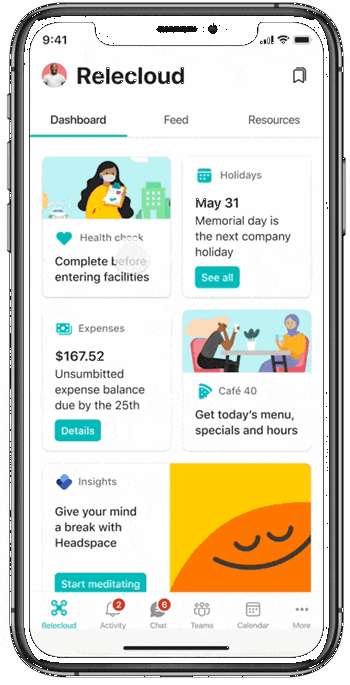 9:41
Relecloud
Dashboard Feed Resources
Health check
Complete before
entering facilities
Holidays
May 31
Memorial day is
the next company
holiday
See all
Expenses
$167.52
Unsumbitted
expense balance
due by the 25th
Details
Café 40
Get today's menu,
specials and hours
Insights
Give your mind
a break with
Headspace
Start meditating
2 6
Relecloud Activity Chat Teams Calendar More